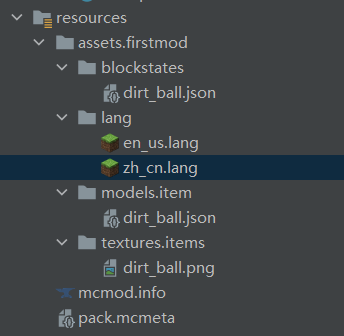 resources
assets.firstmod
blockstates
dirt_ball.json
lang
en_us.lang
zh_cn.lang
models.item
dirt_ball.json
textures.items
dirt_ball.png
mcmod.info
pack.mcmeta